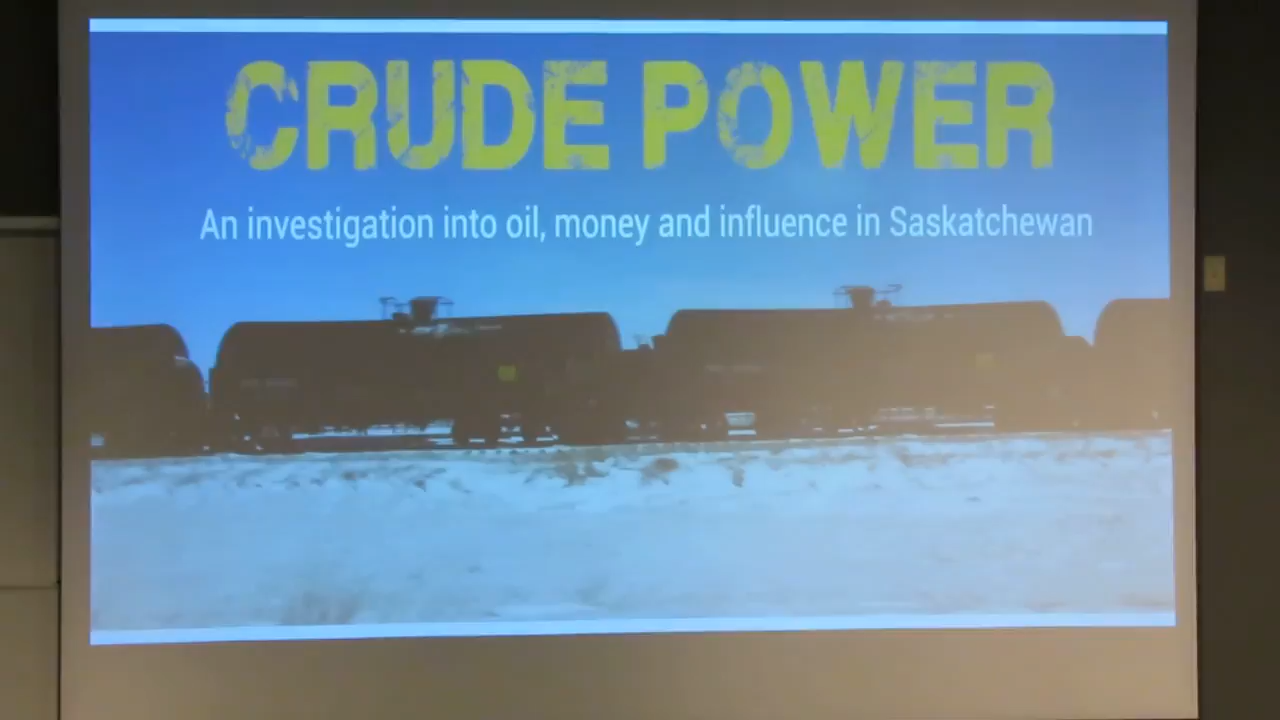 CRUDE POWER
An investigation into oil, money and influence in Saskatchewan